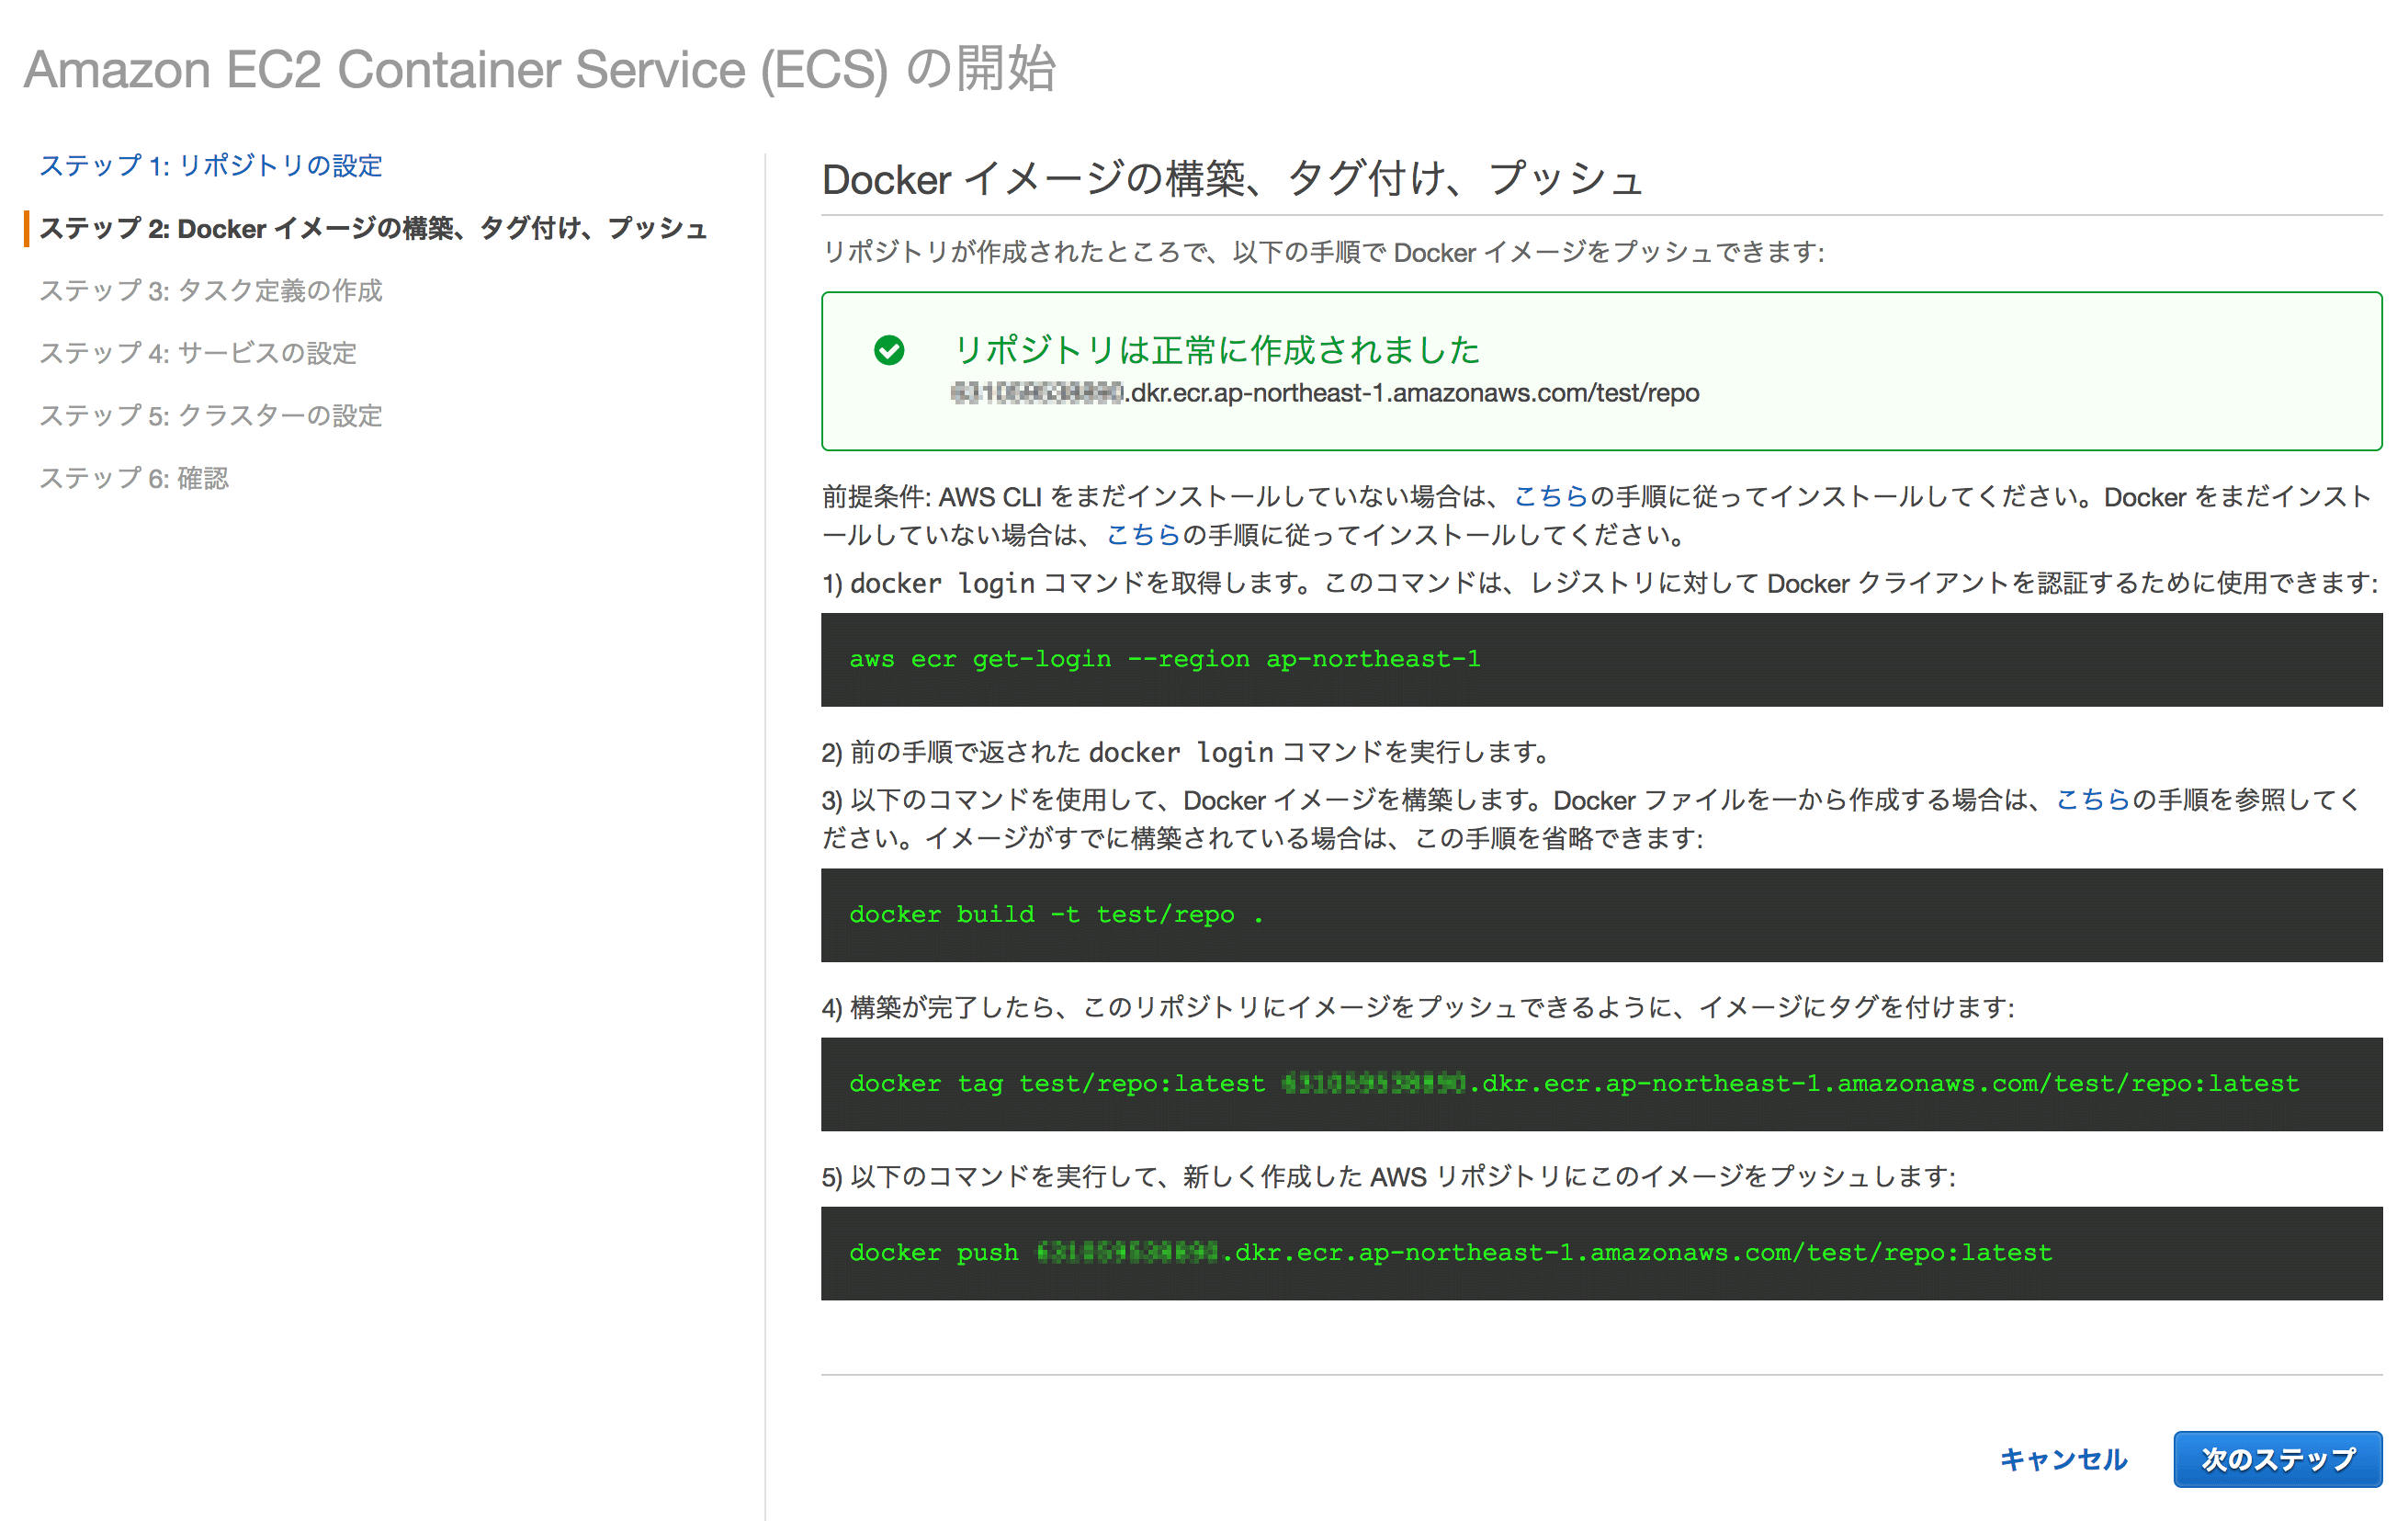 Amazon EC2 Container Service (ECS) の開始
ステップ 1: リポジトリの設定
ステップ 2: Docker イメージの構築、タグ付け、プッシュ
ステップ 3: タスク定義の作成
ステップ 4: サービスの設定
ステップ 5: クラスターの設定
ステップ 6: 確認
Docker イメージの構築、タグ付け、プッシュ
リポジトリが作成されたところで、以下の手順で Docker イメージをプッシュできます:
リポジトリは正常に作成されました
.dkr.ecr.ap-northeast-1.amazonaws.com/test/repo
前提条件: AWS CLI をまだインストールしていない場合は、こちらの手順に従ってインストールしてください。Docker をまだインスト
ールしていない場合は、こちらの手順に従ってインストールしてください。
1) docker login コマンドを取得します。このコマンドは、レジストリに対して Docker クライアントを認証するために使用できます:
aws ecr get-login --region ap-northeast-1
2) 前の手順で返された docker login コマンドを実行します。
3) 以下のコマンドを使用して、Docker イメージを構築します。Docker ファイルを一から作成する場合は、こちらの手順を参照してく
ださい。イメージがすでに構築されている場合は、この手順を省略できます:
docker build -t test/repo .
4) 構築が完了したら、このリポジトリにイメージをプッシュできるように、イメージにタグを付けます:
docker tag test/repo:latest .dkr.ecr.ap-northeast-1.amazonaws.com/test/repo:latest
5) 以下のコマンドを実行して、新しく作成した AWS リポジトリにこのイメージをプッシュします:
docker push .dkr.ecr.ap-northeast-1.amazonaws.com/test/repo:latest
キャンセル
次のステップ